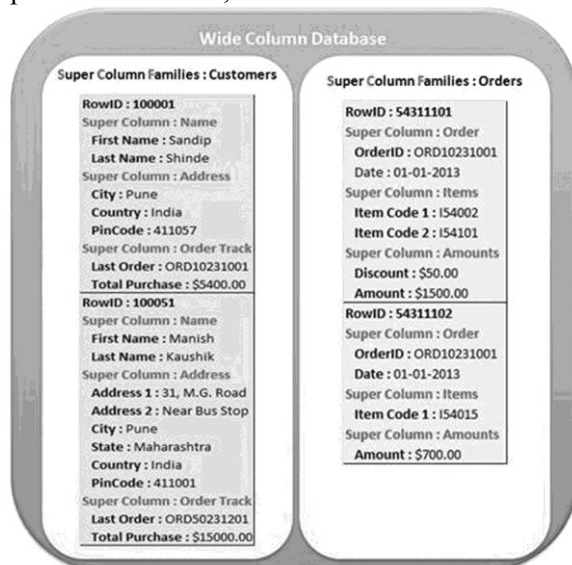 Wide Column Database
Super Column Families : Customers
RowID : 100001
Super Column : Name
First Name : Sandip
Last Name : Shinde
Super Column : Address
City : Pune
Country : India
PinCode : 411057
Super Column : Order Track
Last Order : ORD10231001
Total Purchase : $5400.00
RowID : 100051
Super Column : Name
First Name : Manish
Last Name : Kaushik
Super Column : Address
Address 1 : 31, M.G. Road
Address 2 : Near Bus Stop
City : Pune
State : Maharashtra
Country : India
PinCode : 411001
Super Column : Order Track
Last Order : ORD50231201
Total Purchase : $15000.00
Super Column Families : Orders
RowID : 54311101
Super Column : Order
OrderID : ORD10231001
Date : 01-01-2013
Super Column : Items
Item Code 1 : I54002
Item Code 2 : I54101
Super Column : Amounts
Discount : $50.00
Amount : $1500.00
RowID : 54311102
Super Column : Order
OrderID : ORD10231001
Date : 01-01-2013
Super Column : Items
Item Code 1 : I54015
Super Column : Amounts
Amount : $700.00